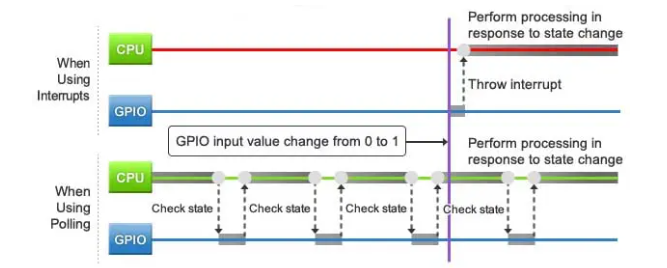 Perform processing in
response to state change
CPU
When
Using
Interrupts
Throw interrupt
GPIO
GPIO input value change from 0 to 1
Perform processing in
response to state change
CPU
When
Using
Polling
Check state
Check state
Check state
Check state
GPIO